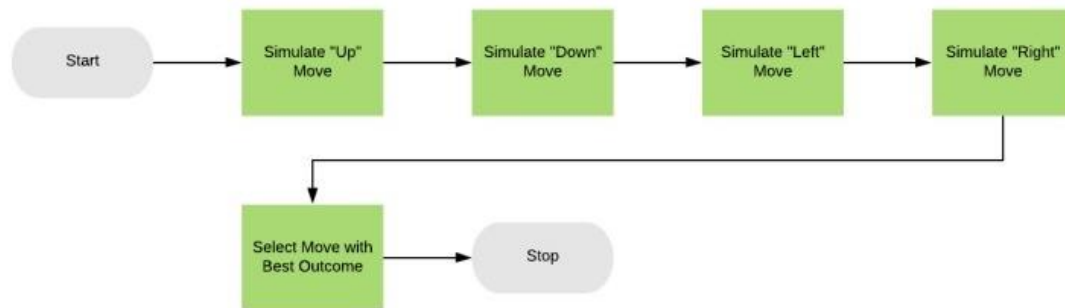 Start
Simulate "Up"
Move
Simulate "Down"
Move
Simulate "Left"
Move
Simulate "Right"
Move
Select Move with
Best Outcome
Stop